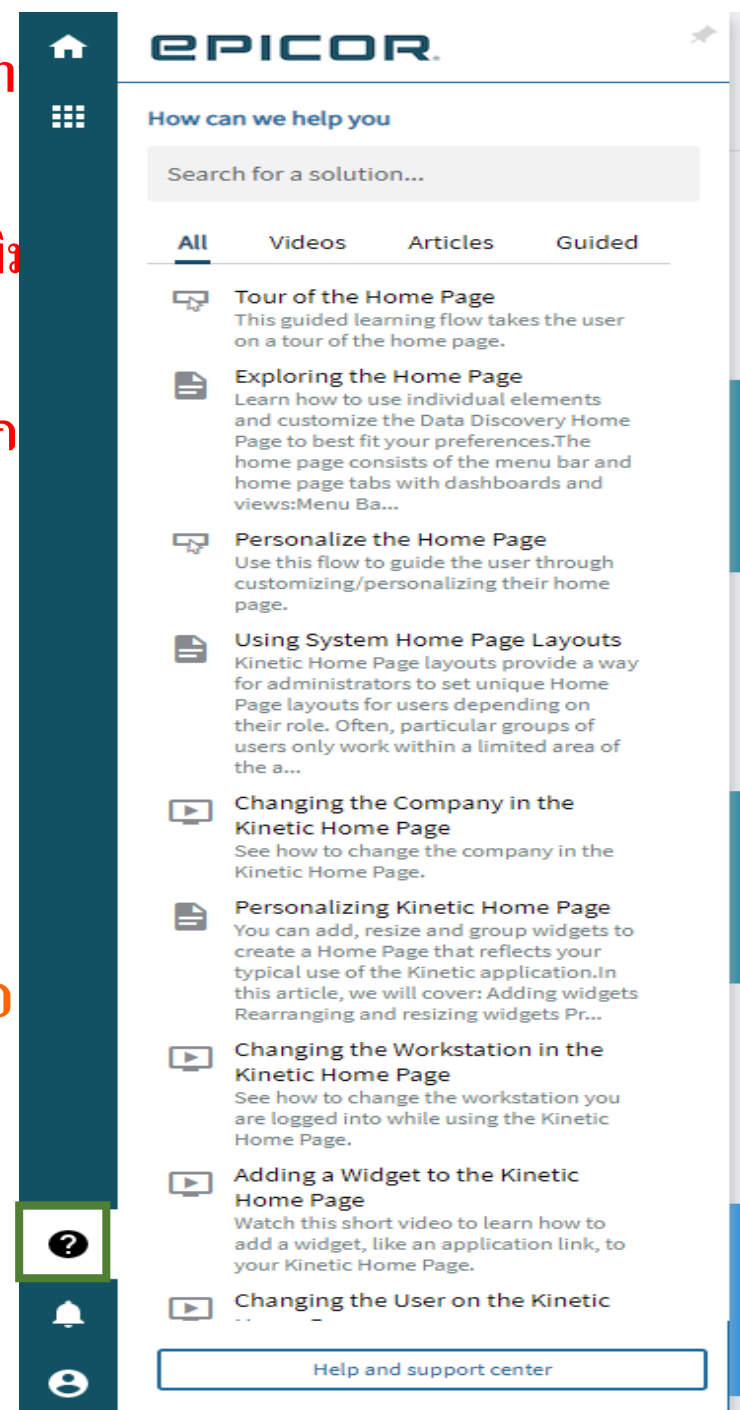 EPICOR.
How can we help you
Search for a solution...
All Videos Articles Guided
Tour of the Home Page
This guided learning flow takes the user
on a tour of the home page.
Exploring the Home Page
Learn how to use individual elements
and customize the Data Discovery Home
Page to best fit your preferences.The
home page consists of the menu bar and
home page tabs with dashboards and
views:Menu Ba...
Personalize the Home Page
Use this flow to guide the user through
customizing/personalizing their home
page.
Using System Home Page Layouts
Kinetic Home Page layouts provide a way
for administrators to set unique Home
Page layouts for users depending on
their role. Often, particular groups of
users only work within a limited area of
the a...
Changing the Company in the
Kinetic Home Page
See how to change the company in the
Kinetic Home Page.
Personalizing Kinetic Home Page
You can add, resize and group widgets to
create a Home Page that reflects your
typical use of the Kinetic application.In
this article, we will cover: Adding widgets
Rearranging and resizing widgets Pr...
Changing the Workstation in the
Kinetic Home Page
See how to change the workstation you
are logged into while using the Kinetic
Home Page.
Adding a Widget to the Kinetic
Home Page
Watch this short video to learn how to
add a widget, like an application link, to
your Kinetic Home Page.
Changing the User on the Kinetic
Help and support center